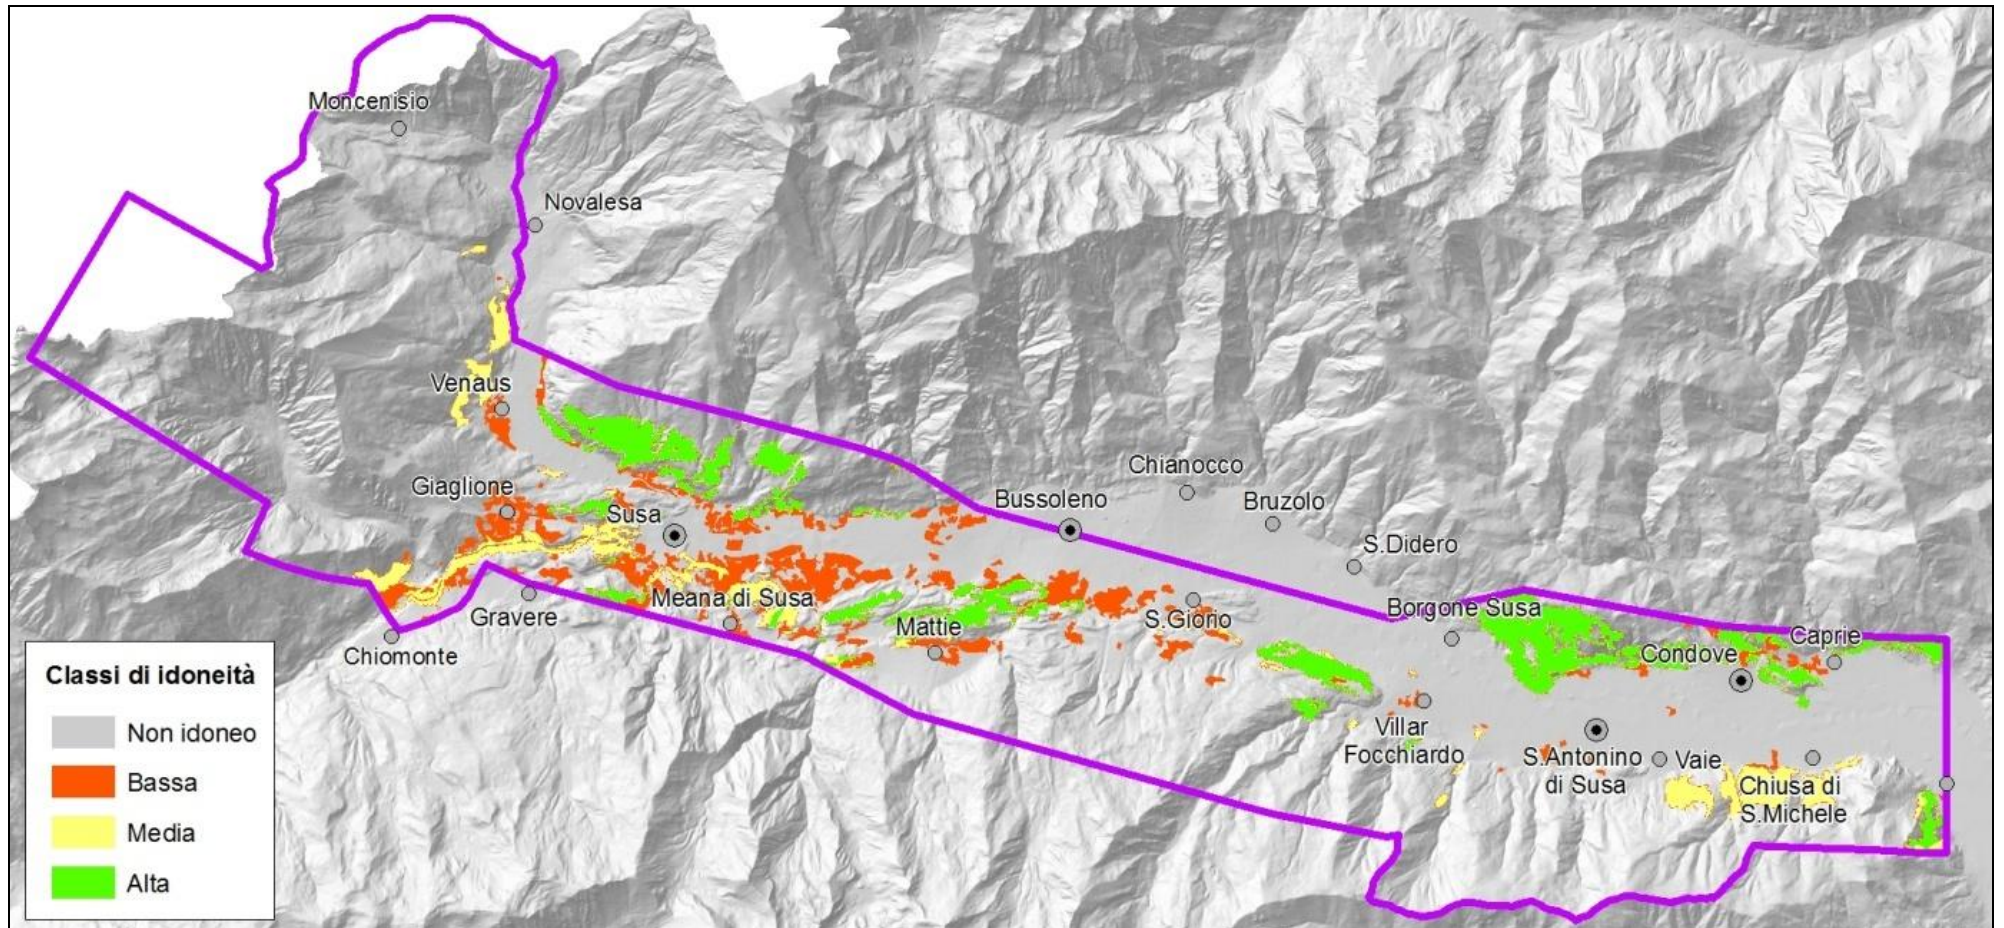 Moncenisio
Novalesa
Venaus
Giaglione
Susa
Chianocco
Bussoleno
Bruzolo
S.Didero
Meana di Susa
Gravere
Chiomonte
Mattie
S.Giorio
Borgone Susa
Condove
Caprie
Villar
Focchiardo
S.Antonino
di Susa
Vaie
Chiusa di
S.Michele
Classi di idoneità
Non idoneo
Bassa
Media
Alta